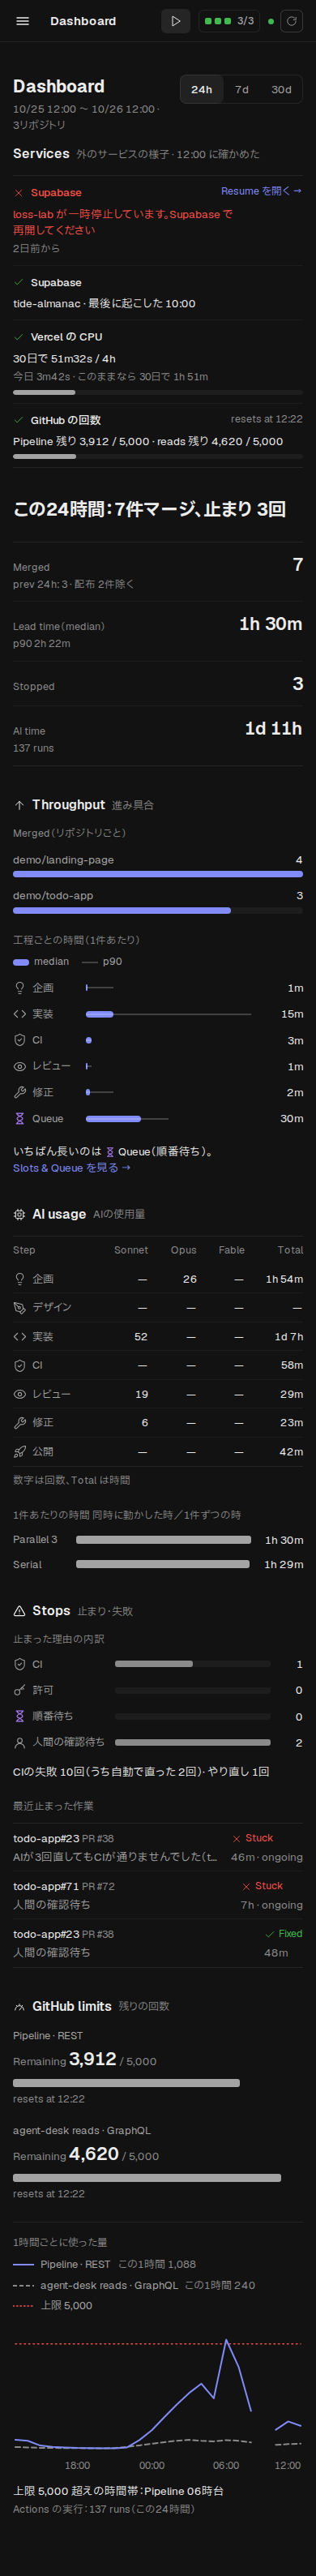 Dashboard
3/3
Dashboard
24h 7d 30d
10/25 12:00 〜 10/26 12:00 ·
3リポジトリ
Services 外のサービスの様子 · 12:00 に確かめた
Supabase Resume を開く →
loss-lab が一時停止しています。Supabase で
再開してください
2日前から
Supabase
tide-almanac · 最後に起こした 10:00
Vercel の CPU
30日で 51m32s / 4h
今日 3m42s · このままなら 30日で 1h 51m
GitHub の回数 resets at 12:22
Pipeline 残り 3,912 / 5,000 · reads 残り 4,620 / 5,000
この24時間：7件マージ、止まり 3回
Merged 7
prev 24h: 3 · 配布 2件除く
Lead time（median） 1h 30m
p90 2h 22m
Stopped 3
AI time 1d 11h
137 runs
Throughput 進み具合
Merged（リポジトリごと）
demo/landing-page 4
demo/todo-app 3
工程ごとの時間（1件あたり）
median p90
企画 1m
実装 15m
CI 3m
レビュー 1m
修正 2m
Queue 30m
いちばん長いのは Queue（順番待ち）。
Slots & Queue を見る →
AI usage AIの使用量
Step Sonnet Opus Fable Total
企画 — 26 — 1h 54m
デザイン — — — —
実装 52 — — 1d 7h
CI — — — 58m
レビュー 19 — — 29m
修正 6 — — 23m
公開 — — — 42m
数字は回数、Total は時間
1件あたりの時間 同時に動かした時／1件ずつの時
Parallel 3 1h 30m
Serial 1h 29m
Stops 止まり・失敗
止まった理由の内訳
CI 1
許可 0
順番待ち 0
人間の確認待ち 2
CIの失敗 10回（うち自動で直った 2回）· やり直し 1回
最近止まった作業
todo-app#23 PR #38 Stuck
AIが3回直してもCIが通りませんでした（t... 46m · ongoing
todo-app#71 PR #72 Stuck
人間の確認待ち 7h · ongoing
todo-app#23 PR #38 Fixed
人間の確認待ち 48m
GitHub limits 残りの回数
Pipeline · REST
Remaining 3,912 / 5,000
resets at 12:22
agent-desk reads · GraphQL
Remaining 4,620 / 5,000
resets at 12:22
1時間ごとに使った量
Pipeline · REST この1時間 1,088
agent-desk reads · GraphQL この1時間 240
上限 5,000
18:00 00:00 06:00 12:00
上限 5,000 超えの時間帯：Pipeline 06時台
Actions の実行：137 runs（この24時間）